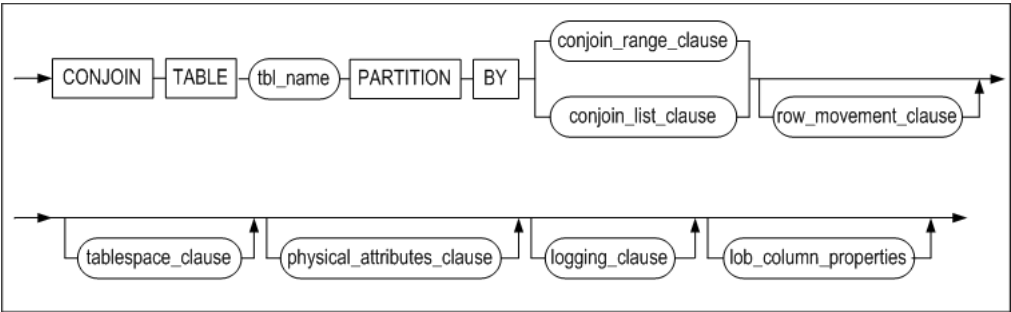 conjoin_range_clause
CONJOIN TABLE tbl_name PARTITION BY
conjoin_list_clause row_movement_clause
tablespace_clause physical_attributes_clause logging_clause lob_column_properties